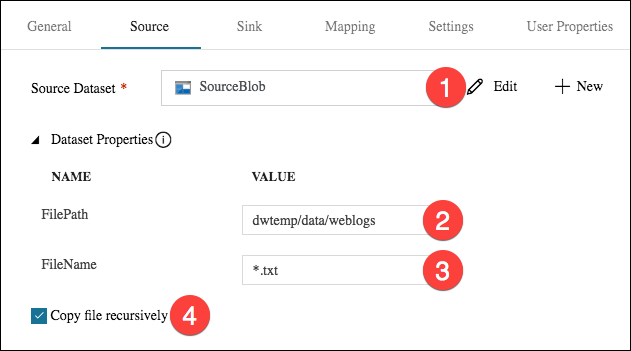 General Source Sink Mapping Settings User Properties
Source Dataset * SourceBlob 1 Edit + New
Dataset Properties i
NAME VALUE
FilePath dwtemp/data/weblogs 2
FileName *.txt 3
Copy file recursively 4